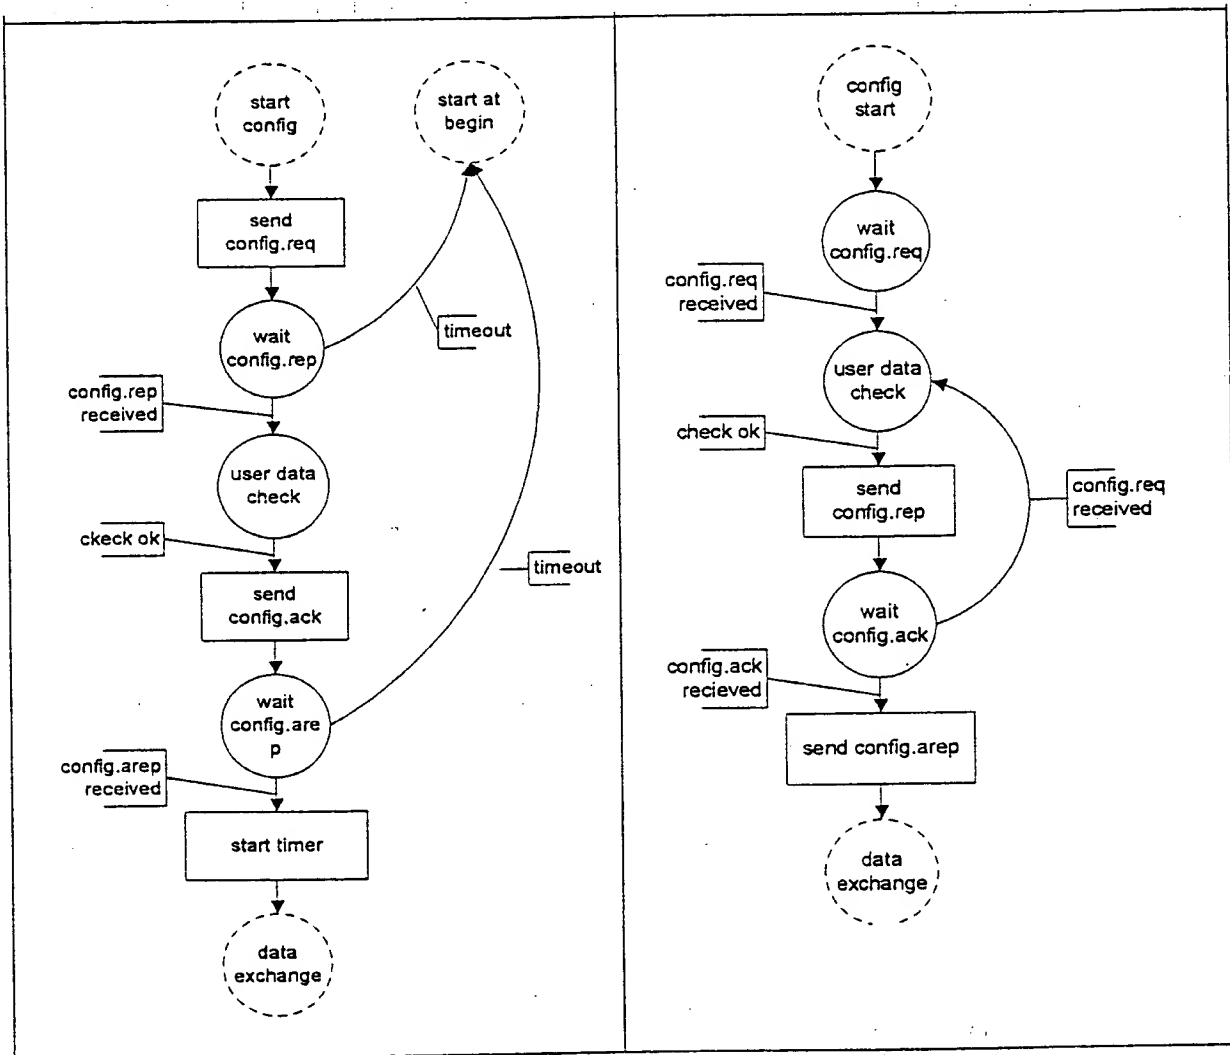 start
config
start at
begin
send
config.req
wait
config.rep
timeout
config.rep
received
user data
check
ckeck ok
send
config.ack
timeout
wait
config.are
p
config.arep
received
start timer
data
exchange
config
start
wait
config.req
config.req
received
user data
check
check ok
send
config.rep
config.req
received
wait
config.ack
config.ack
recieved
send config.arep
data
exchange